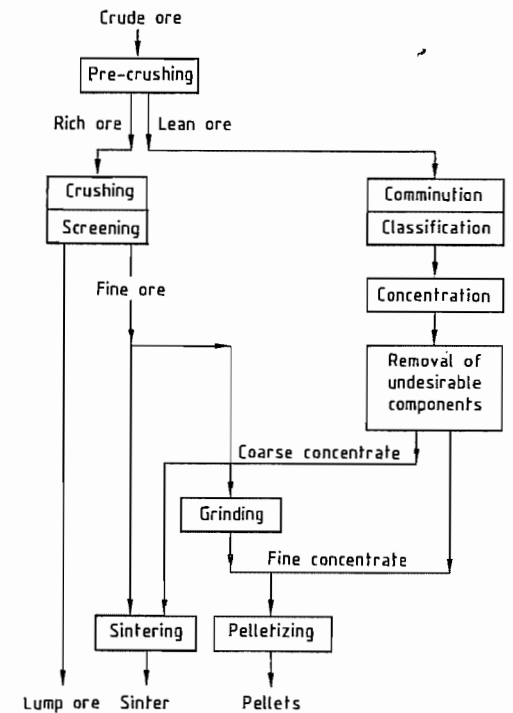 Crude ore
Pre-crushing
Rich ore
Lean ore
Crushing
Screening
Comminution
Classification
Fine ore
Concentration
Removal of
undesirable
components
Coarse concentrate
Grinding
Fine concentrate
Sintering
Pelletizing
Lump ore
Sinter
Pellets